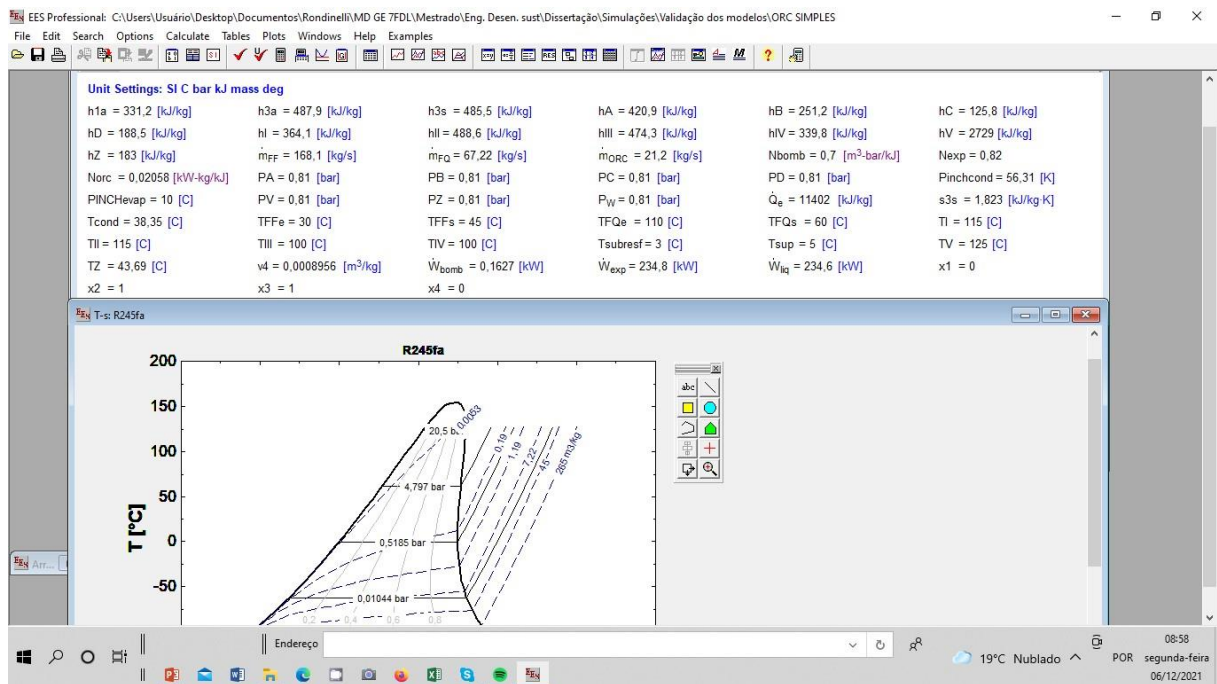 EES Professional: C:\Users\Usuário\Desktop\Documentos\Rondinelli\MD GE 7FDL\Mestrado\Eng. Desen. sust\Dissertação\Simulações\Validação dos modelos\ORC SIMPLES
File Edit Search Options Calculate Tables Plots Windows Help Examples
Unit Settings: SI C bar kJ mass deg
h1a = 331,2 [kJ/kg] h3a = 487,9 [kJ/kg] h3s = 485,5 [kJ/kg] hA = 420,9 [kJ/kg] hB = 251,2 [kJ/kg] hC = 125,8 [kJ/kg]
hD = 188,5 [kJ/kg] hI = 364,1 [kJ/kg] hII = 488,6 [kJ/kg] hIII = 474,3 [kJ/kg] hIV = 339,8 [kJ/kg] hV = 2729 [kJ/kg]
hZ = 183 [kJ/kg] ṁFF = 168,1 [kg/s] ṁFQ = 67,22 [kg/s] ṁORC = 21,2 [kg/s] Nbomb = 0,7 [m³-bar/kJ] Nexp = 0,82
Norc = 0,02058 [kW-kg/kJ] PA = 0,81 [bar] PB = 0,81 [bar] PC = 0,81 [bar] PD = 0,81 [bar] Pinchcond = 56,31 [K]
PINCHevap = 10 [C] PV = 0,81 [bar] PZ = 0,81 [bar] PW = 0,81 [bar] Q̇e = 11402 [kJ/kg] s3s = 1,823 [kJ/kg·K]
Tcond = 38,35 [C] TFFe = 30 [C] TFFs = 45 [C] TFQe = 110 [C] TFQs = 60 [C] TI = 115 [C]
TII = 115 [C] TIII = 100 [C] TIV = 100 [C] Tsubresf = 3 [C] Tsup = 5 [C] TV = 125 [C]
TZ = 43,69 [C] v4 = 0,0008956 [m³/kg] Ẇbomb = 0,1627 [kW] Ẇexp = 234,8 [kW] Ẇliq = 234,6 [kW] x1 = 0
x2 = 1 x3 = 1 x4 = 0
T-s: R245fa
R245fa
200
150
100
50
0
-50
T [°C]
20,5 b
0,0053
0,19
1,19
7,22
45
265 m3/kg
4,797 bar
0,5185 bar
0,01044 bar
0,2 0,4 0,6 0,8
abc
Arr...
Endereço
19°C Nublado
POR
08:58
segunda-feira
06/12/2021